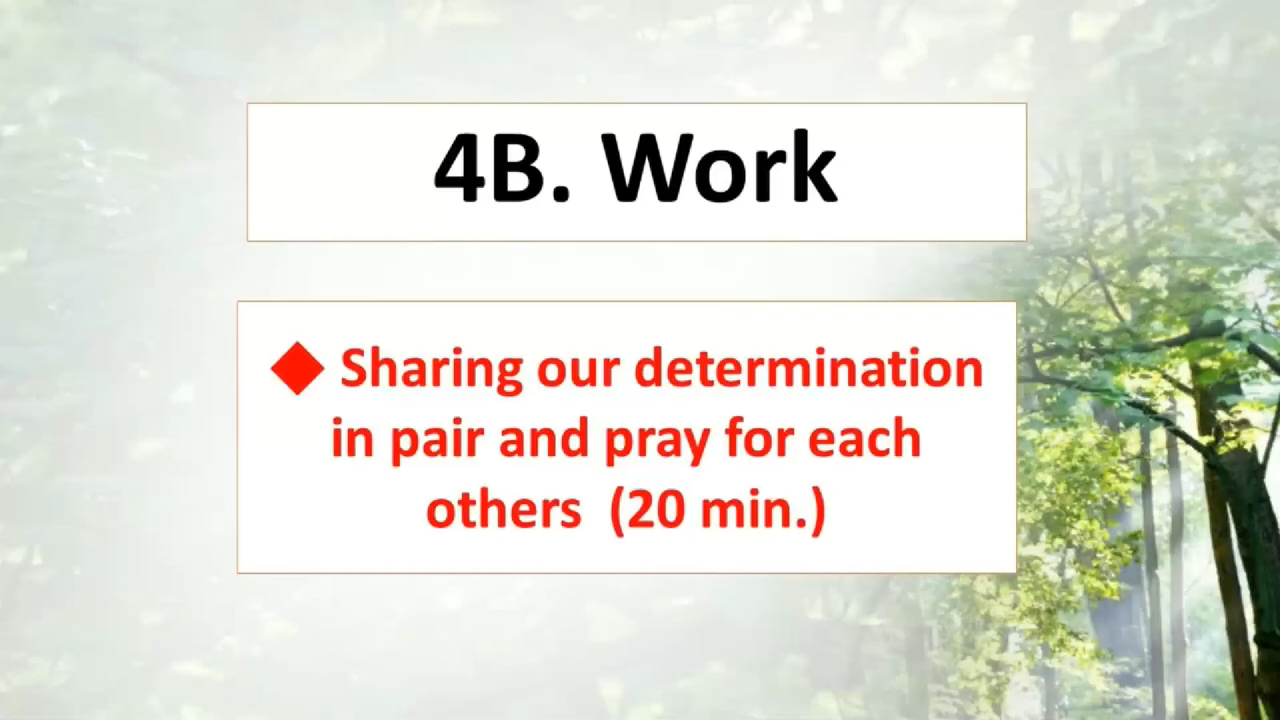 4B. Work
◆ Sharing our determination
in pair and pray for each
others (20 min.)